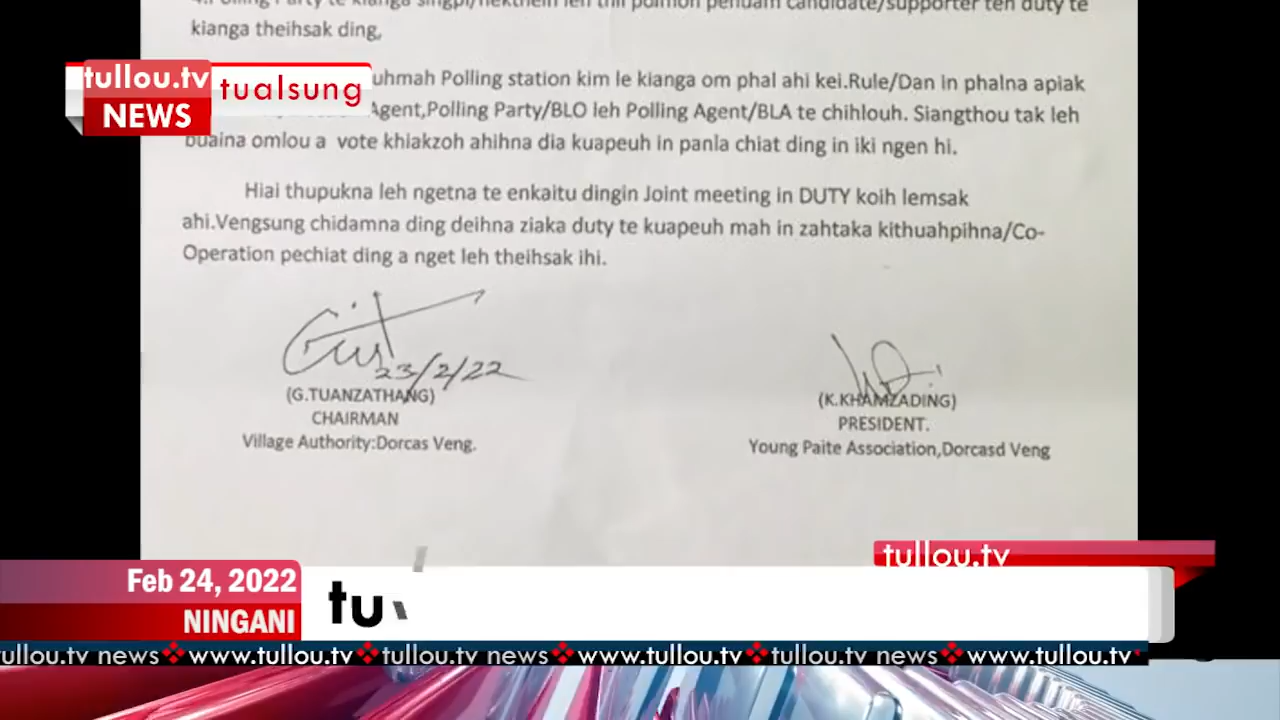 kianga theihsak ding,
tullou.tv
NEWS
tualsung
uhmah Polling station kim le kianga om phal ahi kei.Rule/Dan in phalna apiak
Agent,Polling Party/BLO leh Polling Agent/BLA te chihlouh. Siangthou tak leh
buaina omlou a vote khiakzoh ahihna dia kuapeuh in panla chiat ding in iki ngen hi.
Hiai thupukna leh ngetna te enkaitu dingin Joint meeting in DUTY koih lemsak
ahi.Vengsung chidamna ding deihna ziaka duty te kuapeuh mah in zahtaka kithuahpihna/Co-
Operation pechiat ding a nget leh theihsak ihi.
23/2/22
(G.TUANZATHANG)
CHAIRMAN
Village Authority:Dorcas Veng.
(K.KHAMZADING)
PRESIDENT.
Young Paite Association,Dorcasd Veng
tullou.tv
Feb 24, 2022
NINGANI
tu
tullou.tv news www.tullou.tv tullou.tv news www.tullou.tv tullou.tv news www.tullou.tv